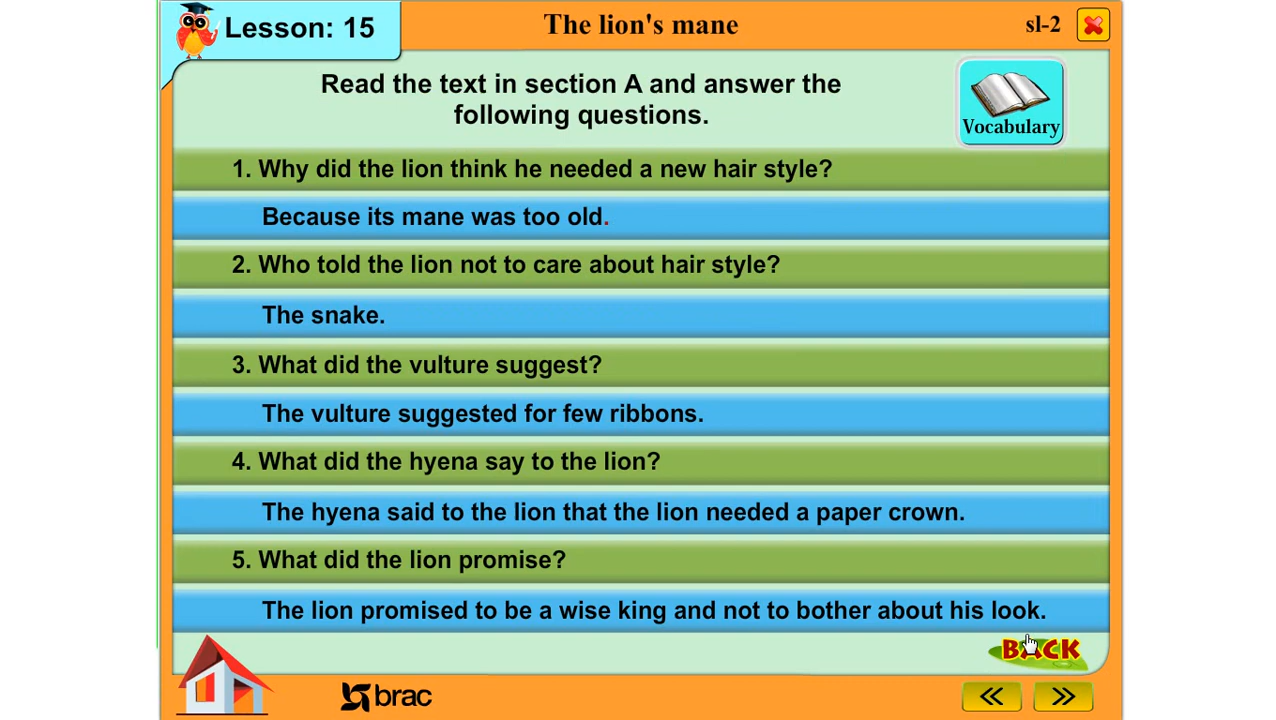 Lesson: 15
The lion's mane
sl-2
Read the text in section A and answer the
following questions.
Vocabulary
1. Why did the lion think he needed a new hair style?
Because its mane was too old.
2. Who told the lion not to care about hair style?
The snake.
3. What did the vulture suggest?
The vulture suggested for few ribbons.
4. What did the hyena say to the lion?
The hyena said to the lion that the lion needed a paper crown.
5. What did the lion promise?
The lion promised to be a wise king and not to bother about his look.
BACK
brac